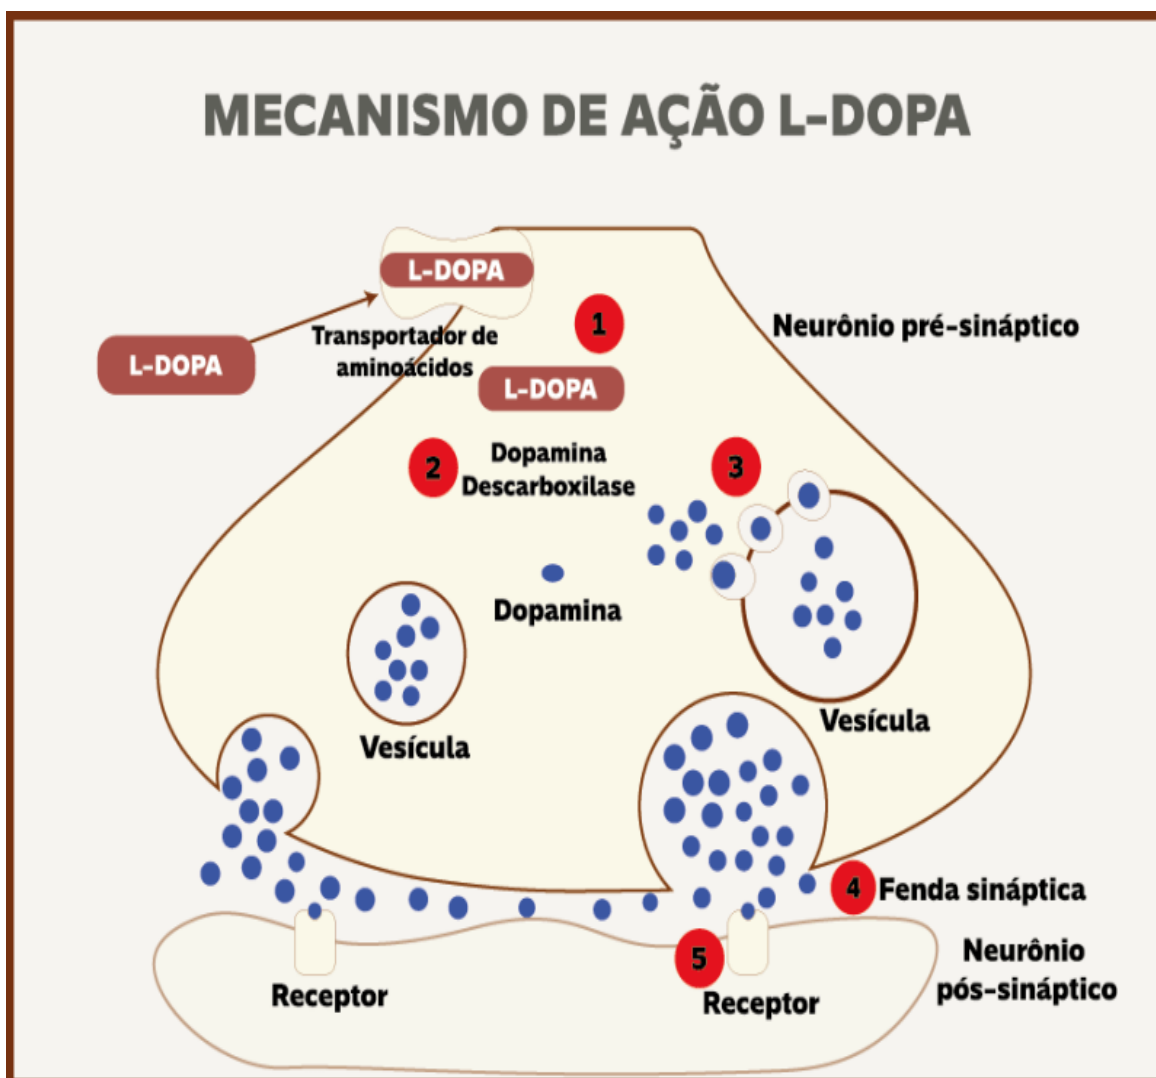 MECANISMO DE AÇÃO L-DOPA
L-DOPA
L-DOPA
Transportador de
aminoácidos
1
L-DOPA
Neurônio pré-sináptico
2
Dopamina
Descarboxilase
3
Dopamina
Vesícula
Vesícula
4 Fenda sináptica
5
Receptor
Receptor
Neurônio
pós-sináptico